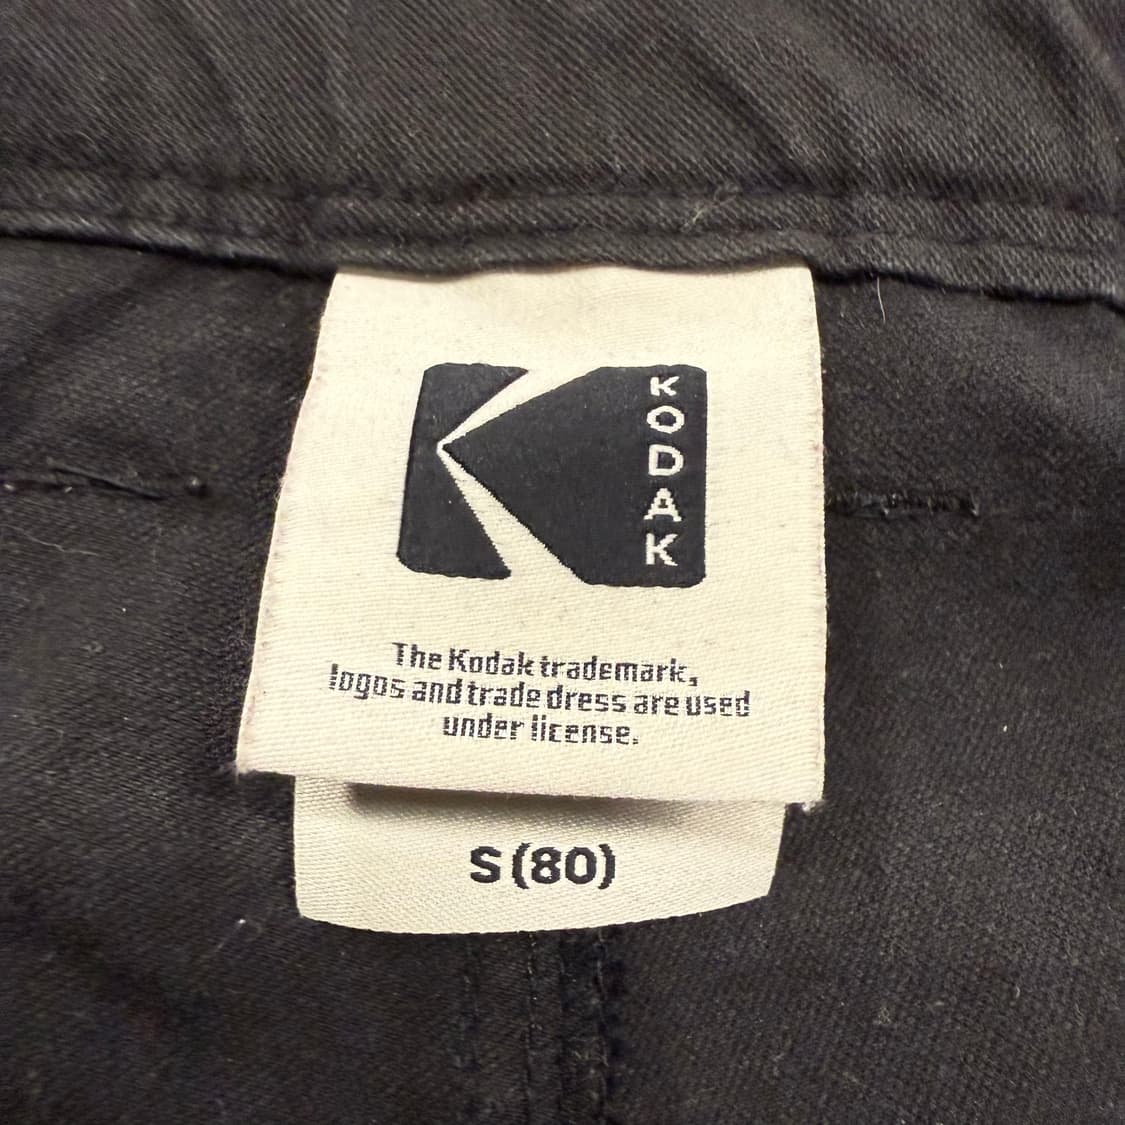 KODAK
The Kodak trademark,
logos and trade dress are used
under license.
S (80)